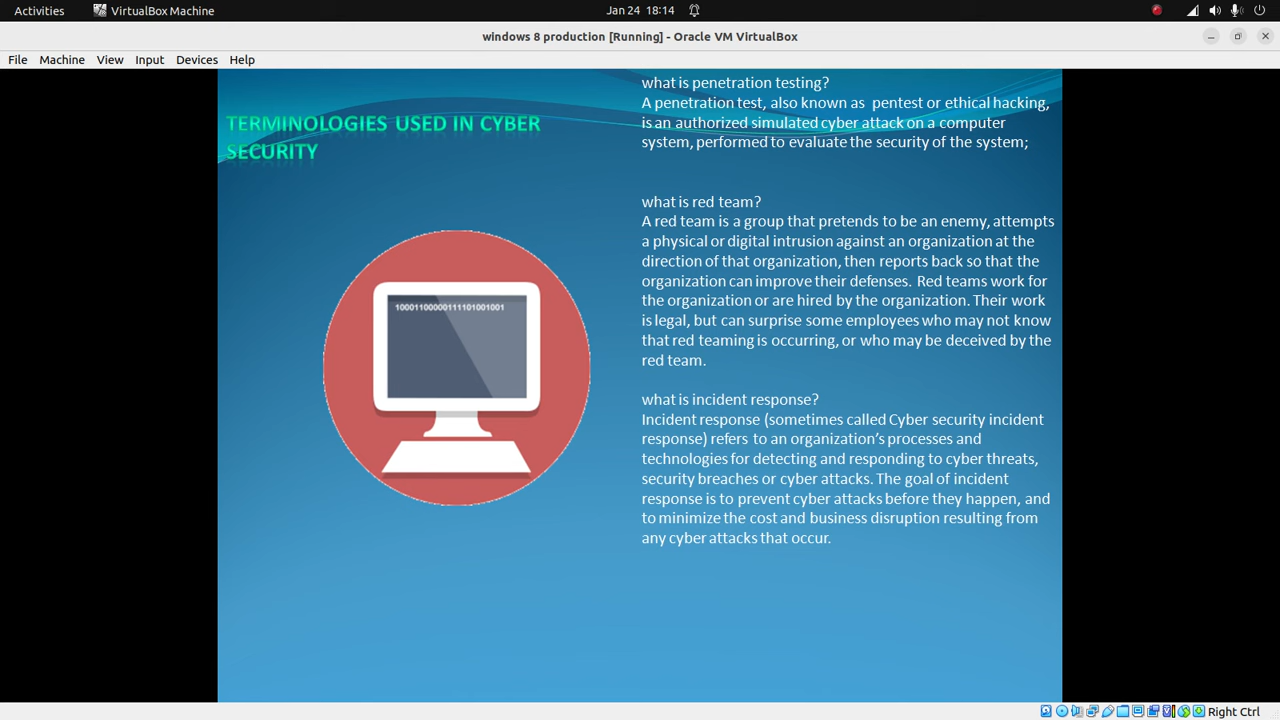 Activities
VirtualBox Machine
Jan 24 18:14
windows 8 production [Running] - Oracle VM VirtualBox
File Machine View Input Devices Help
TERMINOLOGIES USED IN CYBER
SECURITY
10001100000111101001001
what is penetration testing?
A penetration test, also known as pentest or ethical hacking,
is an authorized simulated cyber attack on a computer
system, performed to evaluate the security of the system;
what is red team?
A red team is a group that pretends to be an enemy, attempts
a physical or digital intrusion against an organization at the
direction of that organization, then reports back so that the
organization can improve their defenses. Red teams work for
the organization or are hired by the organization. Their work
is legal, but can surprise some employees who may not know
that red teaming is occurring, or who may be deceived by the
red team.
what is incident response?
Incident response (sometimes called Cyber security incident
response) refers to an organization's processes and
technologies for detecting and responding to cyber threats,
security breaches or cyber attacks. The goal of incident
response is to prevent cyber attacks before they happen, and
to minimize the cost and business disruption resulting from
any cyber attacks that occur.
Right Ctrl